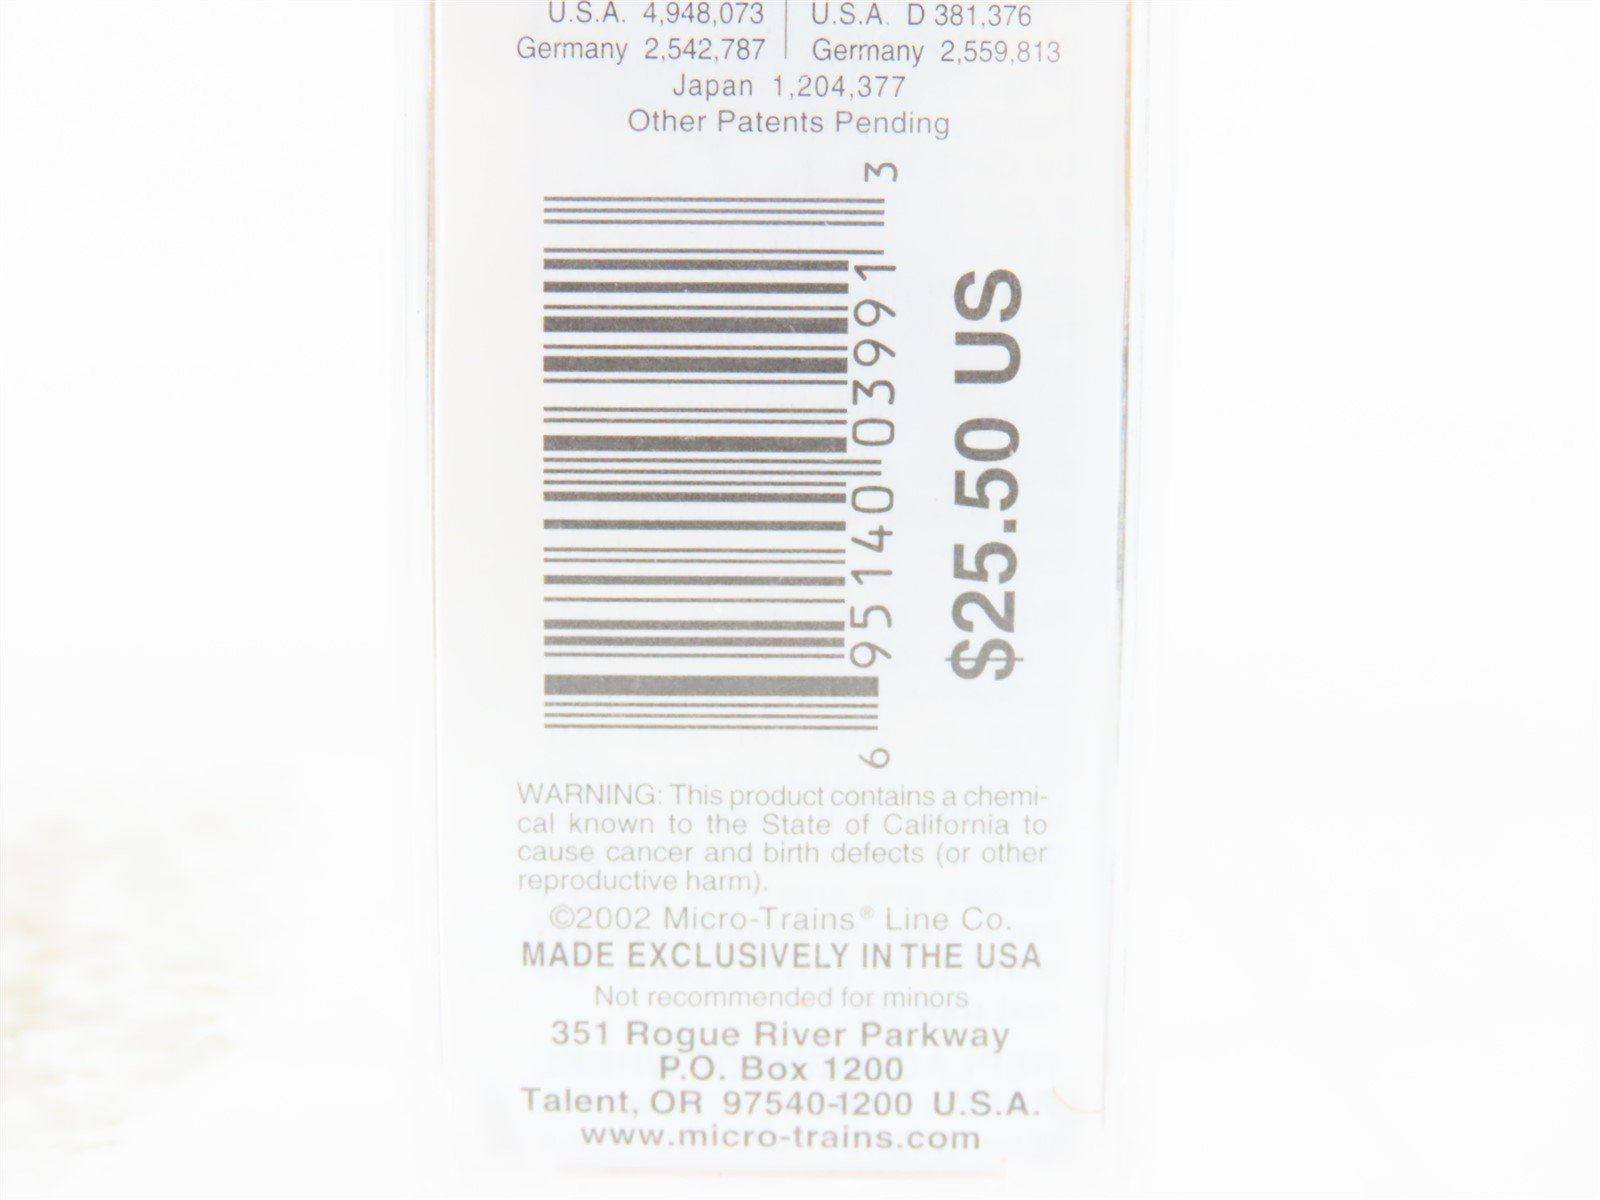 U.S.A. 4,948,073 | U.S.A. D 381,376
Germany 2,542,787 | Germany 2,559,813
Japan 1,204,377
Other Patents Pending
6 95140 03991 3
$25.50 US
WARNING: This product contains a chemi-
cal known to the State of California to
cause cancer and birth defects (or other
reproductive harm).
©2002 Micro-Trains® Line Co.
MADE EXCLUSIVELY IN THE USA
Not recommended for minors
351 Rogue River Parkway
P.O. Box 1200
Talent, OR 97540-1200 U.S.A.
www.micro-trains.com